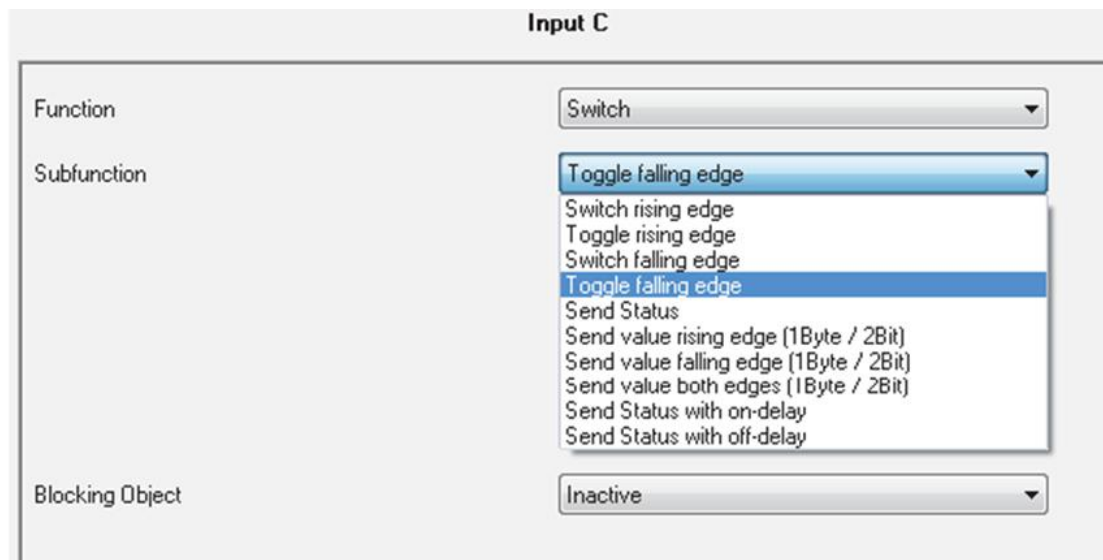 Input C
Function
Switch
Subfunction
Toggle falling edge
Switch rising edge
Toggle rising edge
Switch falling edge
Toggle falling edge
Send Status
Send value rising edge (1Byte / 2Bit)
Send value falling edge (1Byte / 2Bit)
Send value both edges (1Byte / 2Bit)
Send Status with on-delay
Send Status with off-delay
Blocking Object
Inactive